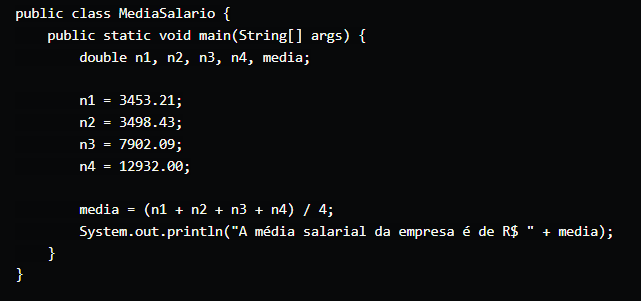 public class MediaSalario {
    public static void main(String[] args) {
        double n1, n2, n3, n4, media;

        n1 = 3453.21;
        n2 = 3498.43;
        n3 = 7902.09;
        n4 = 12932.00;

        media = (n1 + n2 + n3 + n4) / 4;
        System.out.println("A média salarial da empresa é de R$ " + media);
    }
}